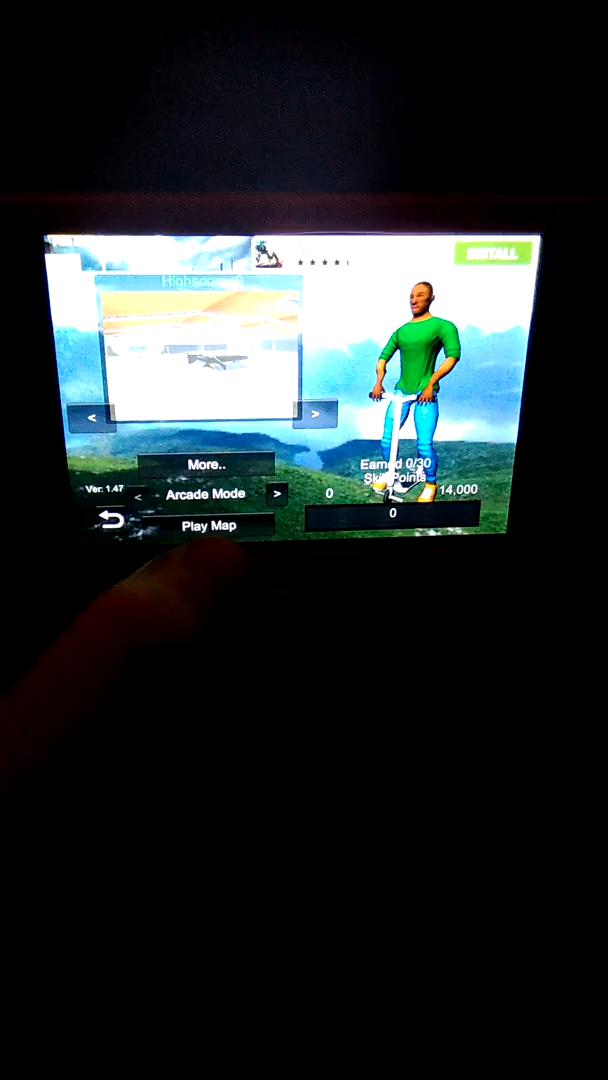 INSTALL
Highscore: 0
<
>
More..
Earned 0/30
Skill Points
Ver: 1.47
<
Arcade Mode
>
0
14,000
Play Map
0